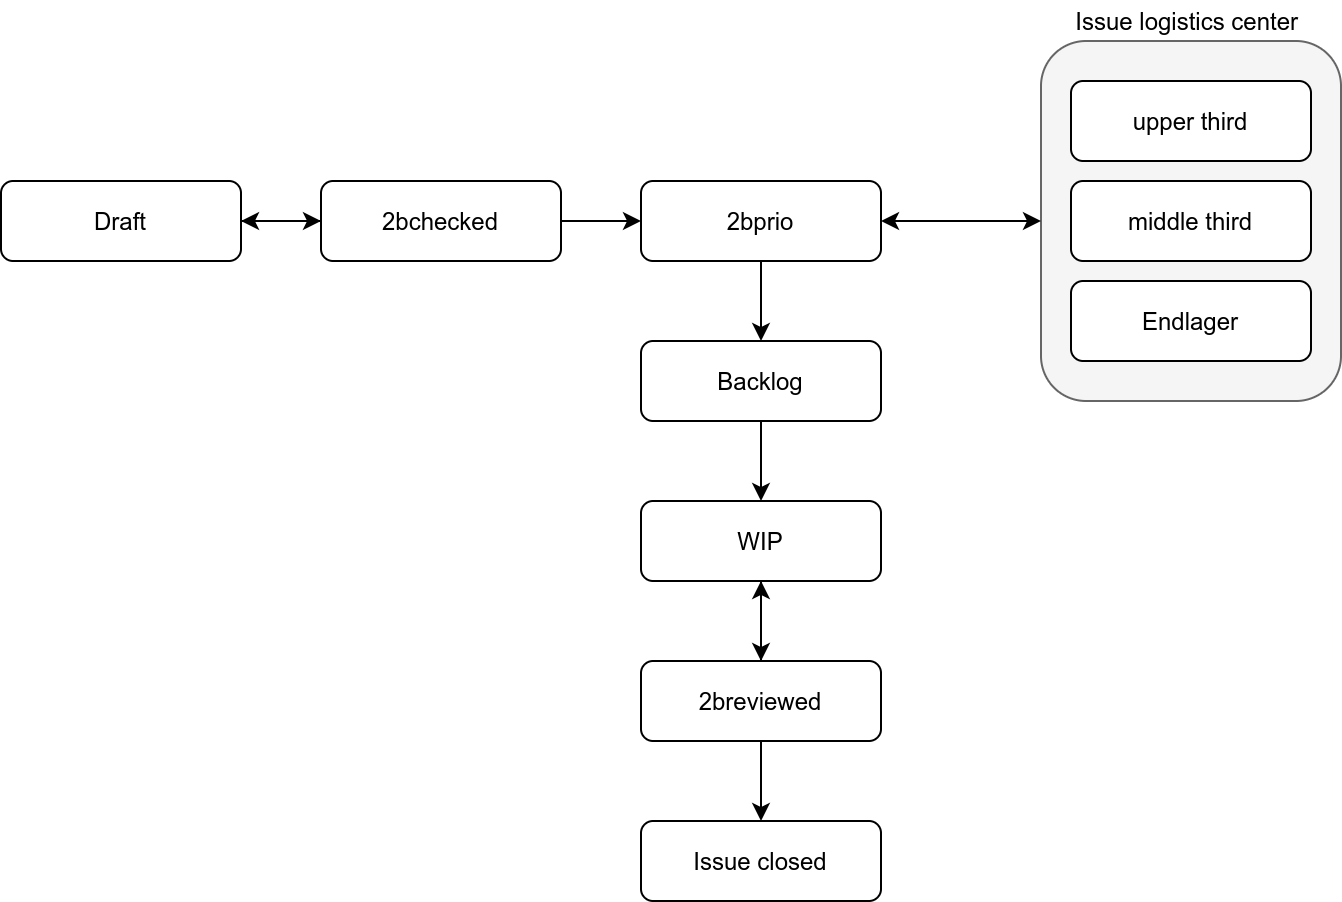 Issue logistics center
upper third
Draft
2bchecked
2bprio
middle third
Endlager
Backlog
WIP
2breviewed
Issue closed